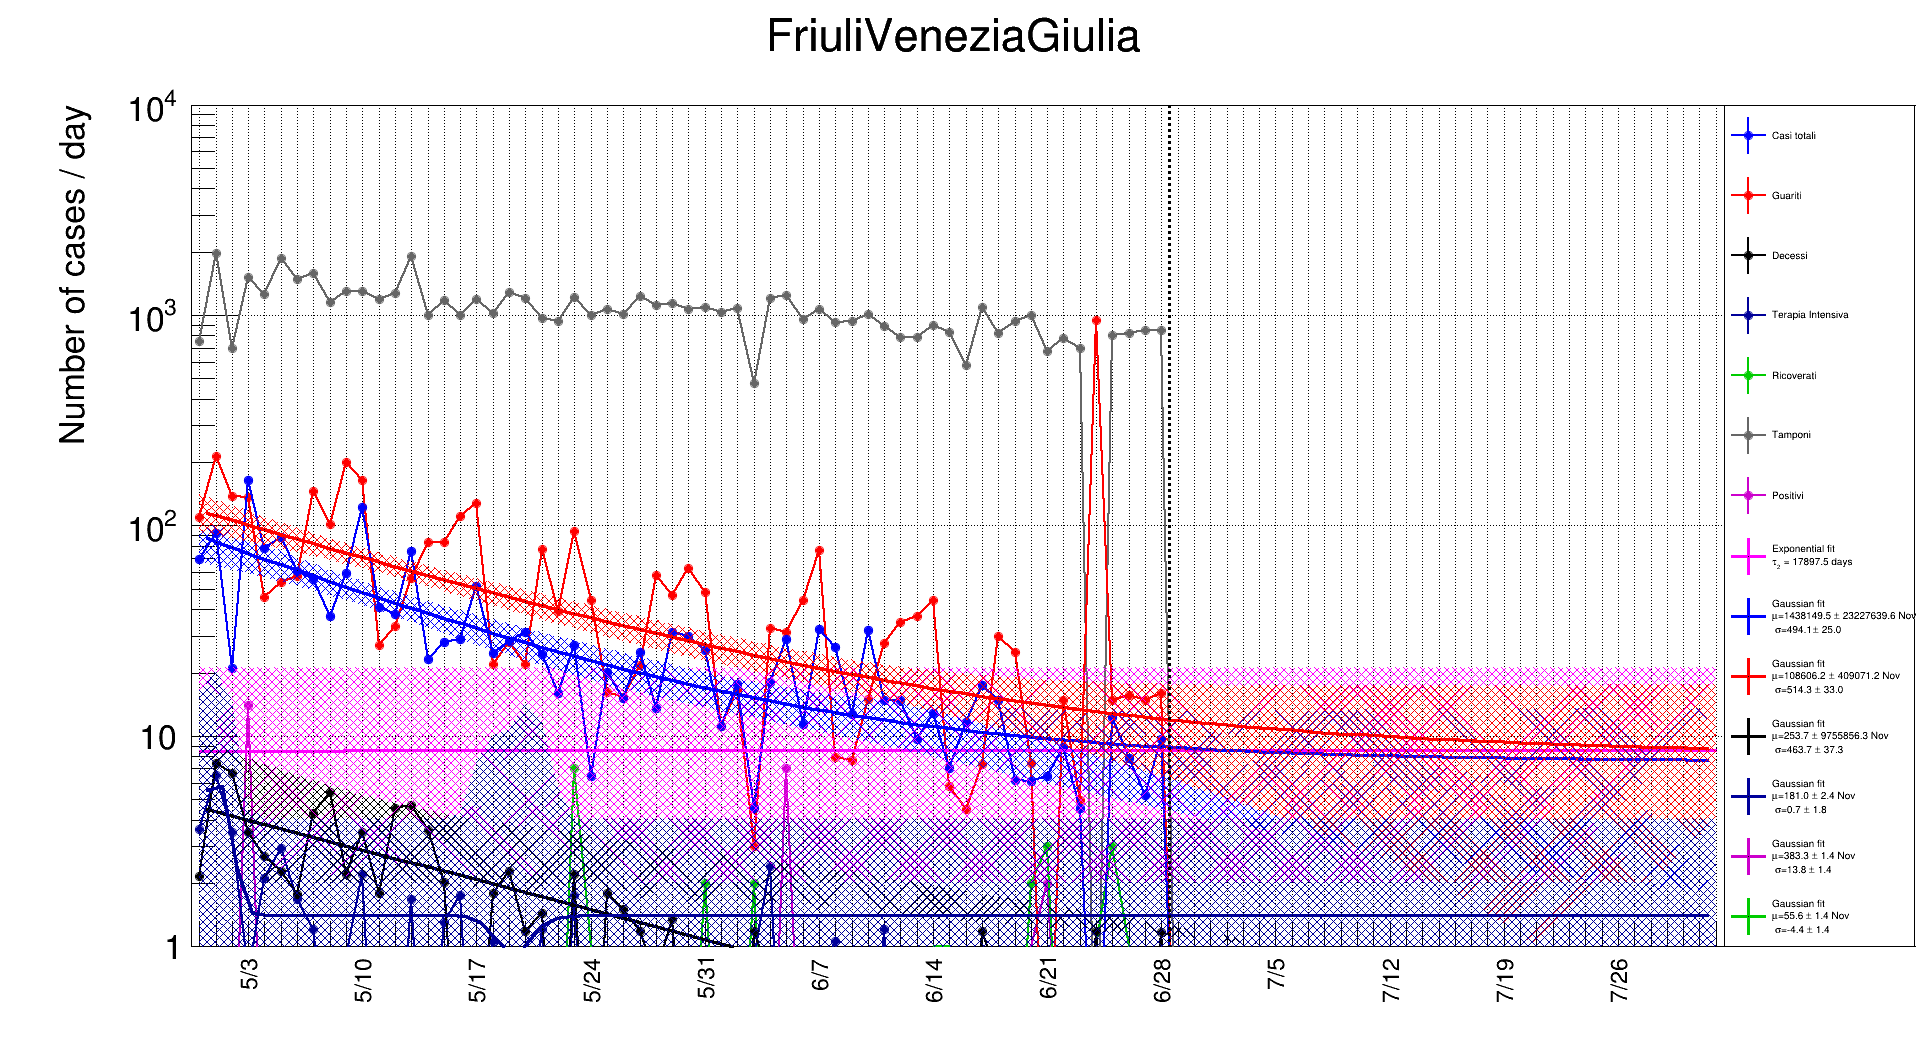 FriuliVeneziaGiulia
Number of cases / day
10^4
10^3
10^2
10
1
5/3
5/10
5/17
5/24
5/31
6/7
6/14
6/21
6/28
7/5
7/12
7/19
7/26
Casi totali
Guariti
Decessi
Terapia Intensiva
Ricoverati
Tamponi
Positivi
Exponential fit
τ₂ = 17897.5 days
Gaussian fit
μ=1438149.5 ± 23227639.6 Nov
σ=494.1± 25.0
Gaussian fit
μ=108606.2 ± 409071.2 Nov
σ=514.3 ± 33.0
Gaussian fit
μ=253.7 ± 9755856.3 Nov
σ=463.7 ± 37.3
Gaussian fit
μ=181.0 ± 2.4 Nov
σ=0.7 ± 1.8
Gaussian fit
μ=383.3 ± 1.4 Nov
σ=13.8 ± 1.4
Gaussian fit
μ=55.6 ± 1.4 Nov
σ=-4.4 ± 1.4